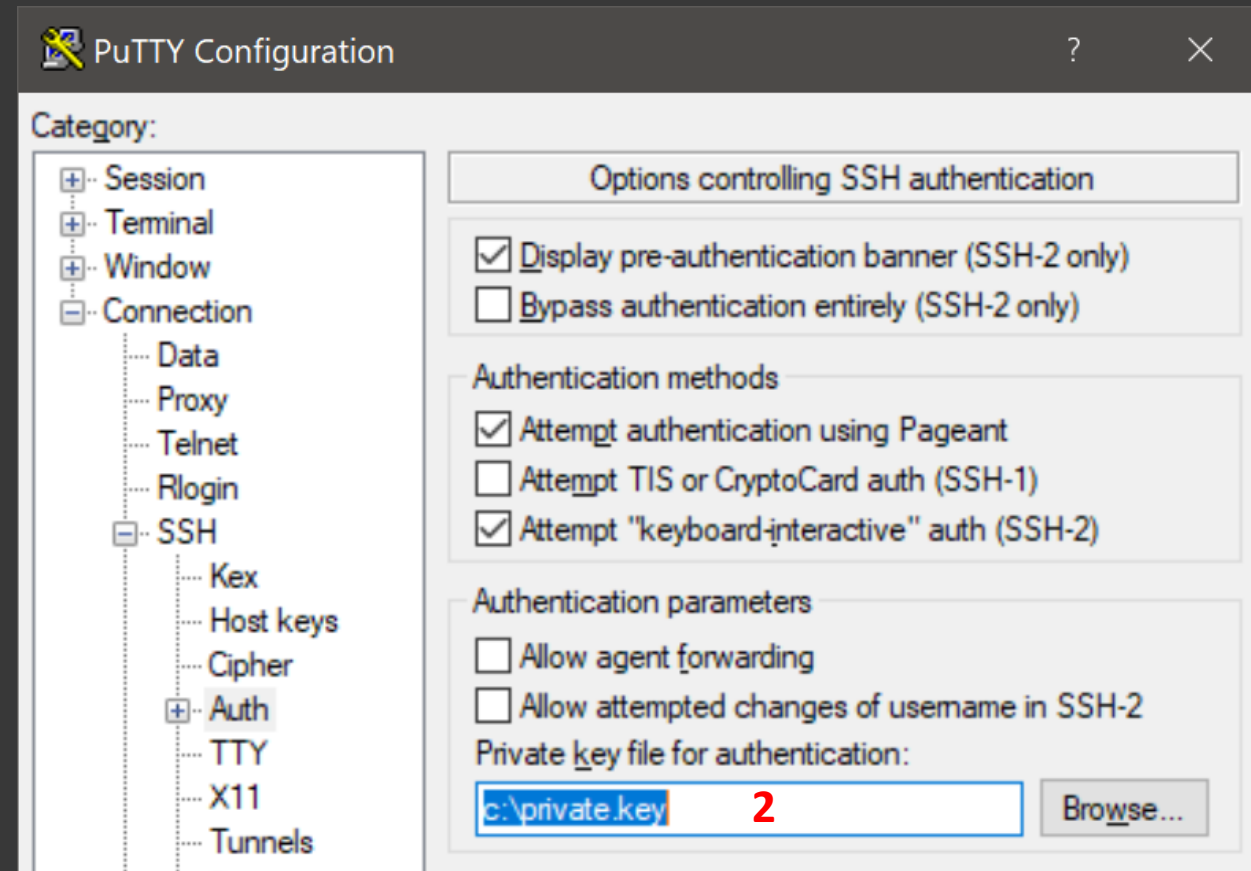 PuTTY Configuration
?
Category:
Session
Terminal
Window
Connection
Data
Proxy
Telnet
Rlogin
SSH
Kex
Host keys
Cipher
Auth
TTY
X11
Tunnels
Options controlling SSH authentication
Display pre-authentication banner (SSH-2 only)
Bypass authentication entirely (SSH-2 only)
Authentication methods
Attempt authentication using Pageant
Attempt TIS or CryptoCard auth (SSH-1)
Attempt "keyboard-interactive" auth (SSH-2)
Authentication parameters
Allow agent forwarding
Allow attempted changes of username in SSH-2
Private key file for authentication:
c:\private.key 2
Browse...